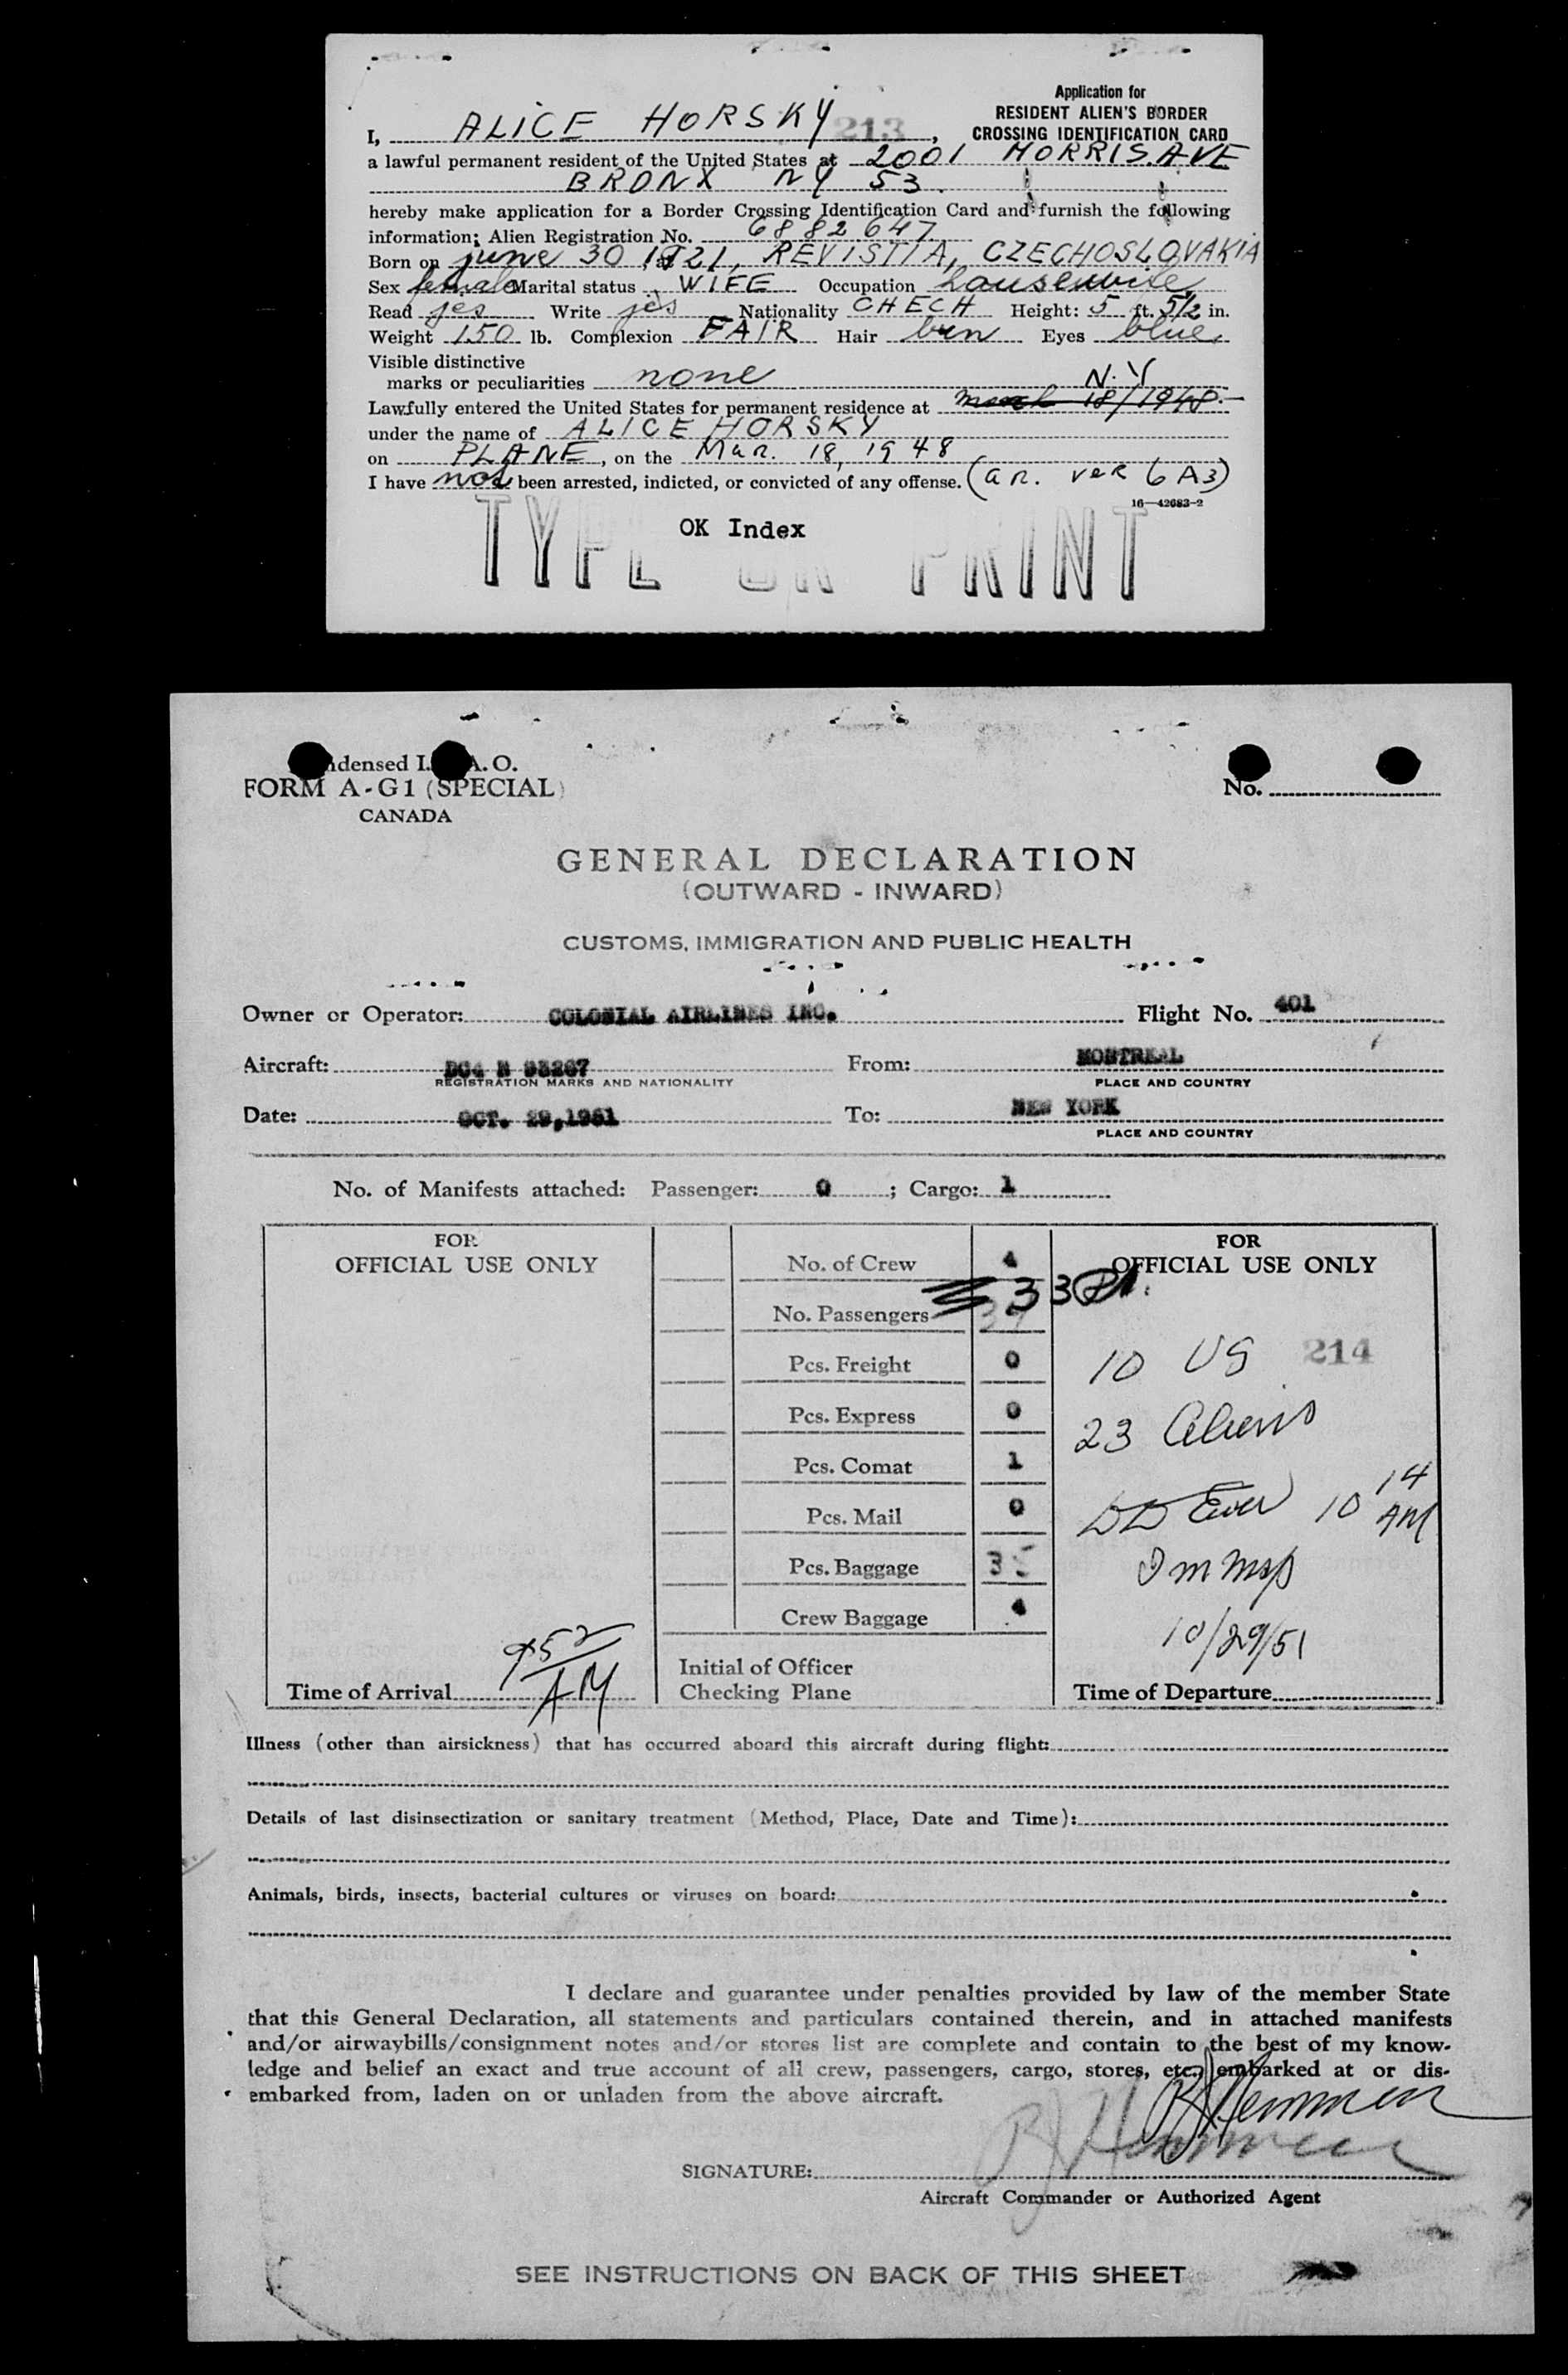 Application for
RESIDENT ALIEN'S BORDER
CROSSING IDENTIFICATION CARD
I, ALICE HORSKY 213,
a lawful permanent resident of the United States at 2001 MORRIS. AVE
BRONX NY 53.
hereby make application for a Border Crossing Identification Card and furnish the following
information: Alien Registration No. 6882647
Born on june 30 1921, REVISTIA, CZECHOSLOVAKIA
Sex female Marital status WIFE Occupation housewife
Read jes Write jes Nationality CHECH Height: 5 ft. 5 1/2 in.
Weight 150 lb. Complexion FAIR Hair brn Eyes blue
Visible distinctive
marks or peculiarities none
N.Y
Lawfully entered the United States for permanent residence at march 18/1948.
under the name of ALICE HORSKY
on PLANE, on the Mar. 18, 1948
I have not been arrested, indicted, or convicted of any offense. (a r. ver 6 A3)
16—42683-2
OK Index
TYPE OR PRINT
Condensed I.C.A.O.
FORM A-G1 (SPECIAL)
CANADA
No.
GENERAL DECLARATION
(OUTWARD - INWARD)
CUSTOMS, IMMIGRATION AND PUBLIC HEALTH
Owner or Operator: COLONIAL AIRLINES INC. Flight No. 401
Aircraft: DC4 N 93267 From: MONTREAL
REGISTRATION MARKS AND NATIONALITY PLACE AND COUNTRY
Date: OCT. 29,1951 To: NEW YORK
PLACE AND COUNTRY
No. of Manifests attached: Passenger: 0; Cargo: 1
FOR
OFFICIAL USE ONLY
No. of Crew 4
FOR
OFFICIAL USE ONLY
No. Passengers 33
Pcs. Freight 0
10 US 214
Pcs. Express 0
23 Aliens
Pcs. Comat 1
Pcs. Mail 0
10 14 AM
Pcs. Baggage 35
Imm Insp
Crew Baggage 4
10/29/51
Time of Arrival 952 AM
Initial of Officer
Checking Plane
Time of Departure
Illness (other than airsickness) that has occurred aboard this aircraft during flight:
Details of last disinsectization or sanitary treatment (Method, Place, Date and Time):
Animals, birds, insects, bacterial cultures or viruses on board:
I declare and guarantee under penalties provided by law of the member State
that this General Declaration, all statements and particulars contained therein, and in attached manifests
and/or airwaybills/consignment notes and/or stores list are complete and contain to the best of my know-
ledge and belief an exact and true account of all crew, passengers, cargo, stores, etc., embarked at or dis-
embarked from, laden on or unladen from the above aircraft.
SIGNATURE:
Aircraft Commander or Authorized Agent
SEE INSTRUCTIONS ON BACK OF THIS SHEET